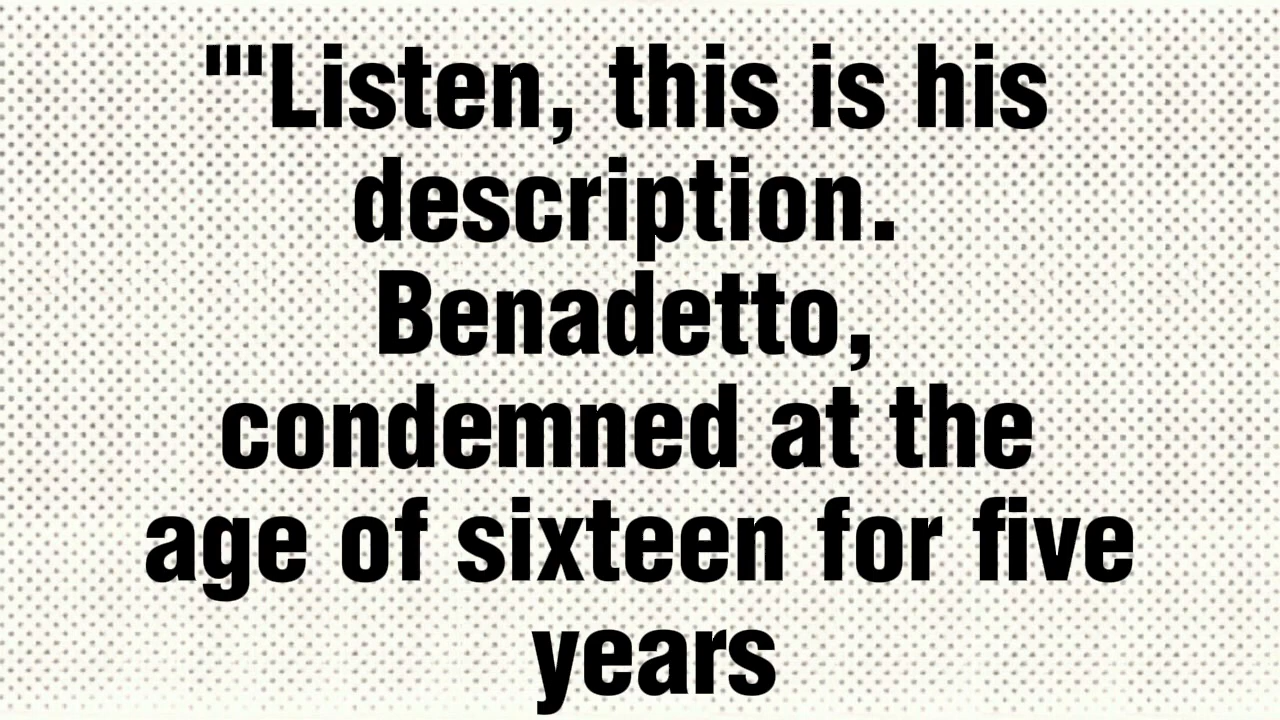 "'Listen, this is his
description.
Benadetto,
condemned at the
age of sixteen for five
years